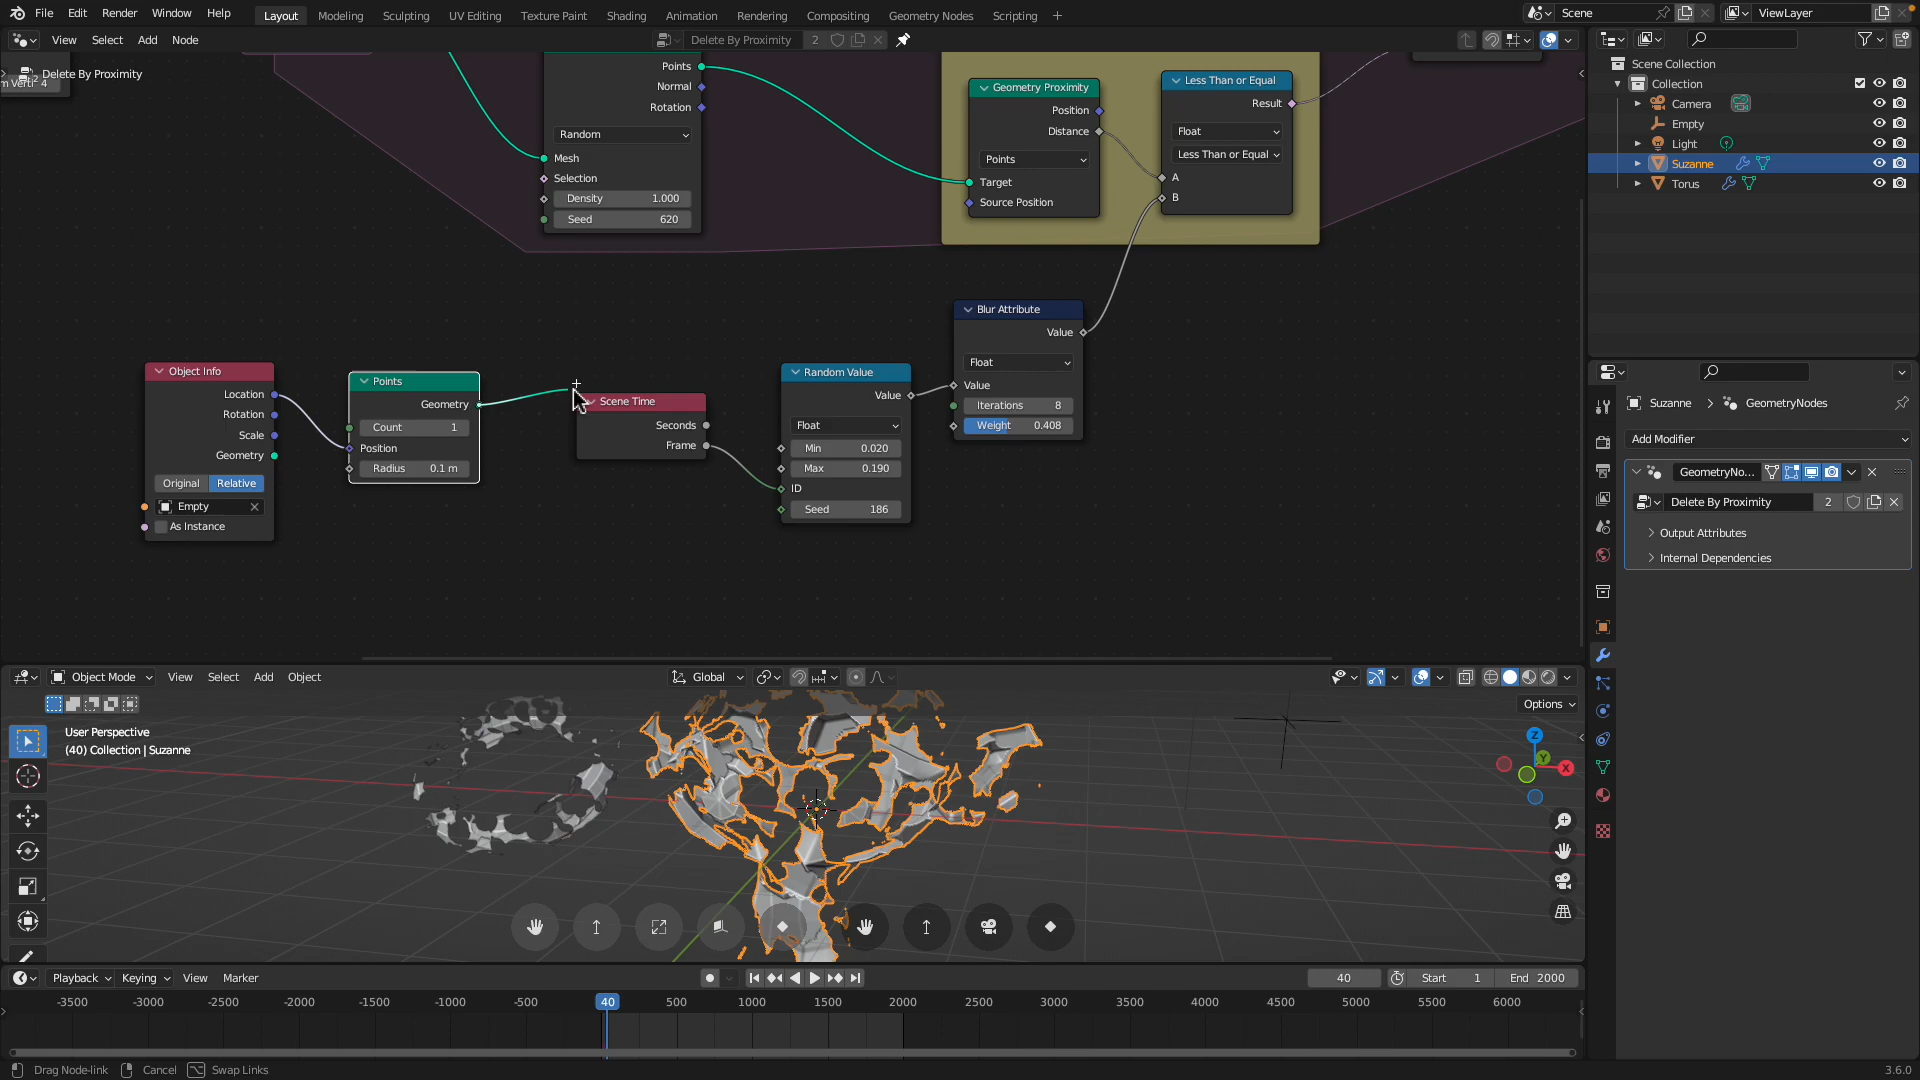 File Edit Render Window Help Layout Modeling Sculpting UV Editing Texture Paint Shading Animation Rendering Compositing Geometry Nodes Scripting + Scene ViewLayer
View Select Add Node Delete By Proximity 2
Delete By Proximity
4
Points
Normal
Rotation
Random
Mesh
Selection
Density 1.000
Seed 620
Geometry Proximity
Position
Distance
Points
Target
Source Position
Less Than or Equal
Result
Float
Less Than or Equal
A
B
Blur Attribute
Value
Float
Value
Iterations 8
Weight 0.408
Object Info
Location
Rotation
Scale
Geometry
Original Relative
Empty
As Instance
Points
Geometry
Count 1
Position
Radius 0.1 m
Scene Time
Seconds
Frame
Random Value
Value
Float
Min 0.020
Max 0.190
ID
Seed 186
Scene Collection
Collection
Camera
Empty
Light
Suzanne
Torus
Suzanne > GeometryNodes
Add Modifier
GeometryNo...
Delete By Proximity 2
Output Attributes
Internal Dependencies
Object Mode View Select Add Object Global
Options
User Perspective
(40) Collection | Suzanne
Z
Y
X
Playback Keying View Marker 40 Start 1 End 2000
-3500 -3000 -2500 -2000 -1500 -1000 -500 40 500 1000 1500 2000 2500 3000 3500 4000 4500 5000 5500 6000
Drag Node-link Cancel Swap Links 3.6.0